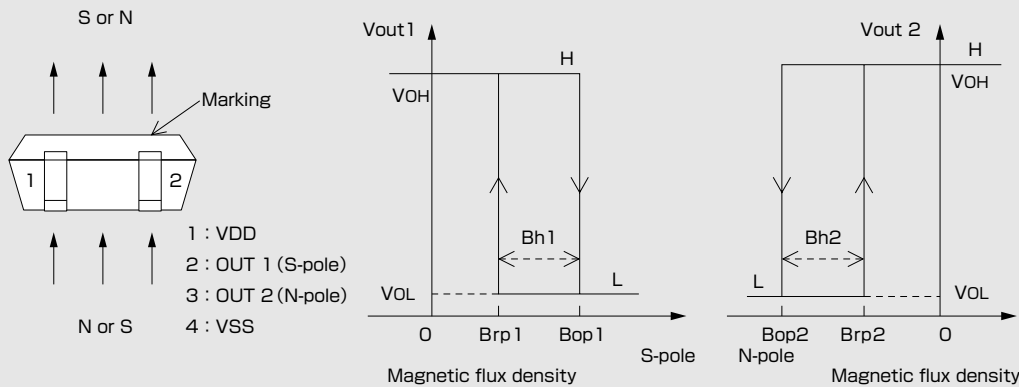 S or N
Marking
1
2
1 : VDD
2 : OUT 1 (S-pole)
3 : OUT 2 (N-pole)
4 : VSS
N or S
Vout1
H
VOH
Bh1
L
VOL
0
Brp1
Bop1
S-pole
Magnetic flux density
Vout 2
H
VOH
Bh2
L
VOL
Bop2
Brp2
0
N-pole
Magnetic flux density